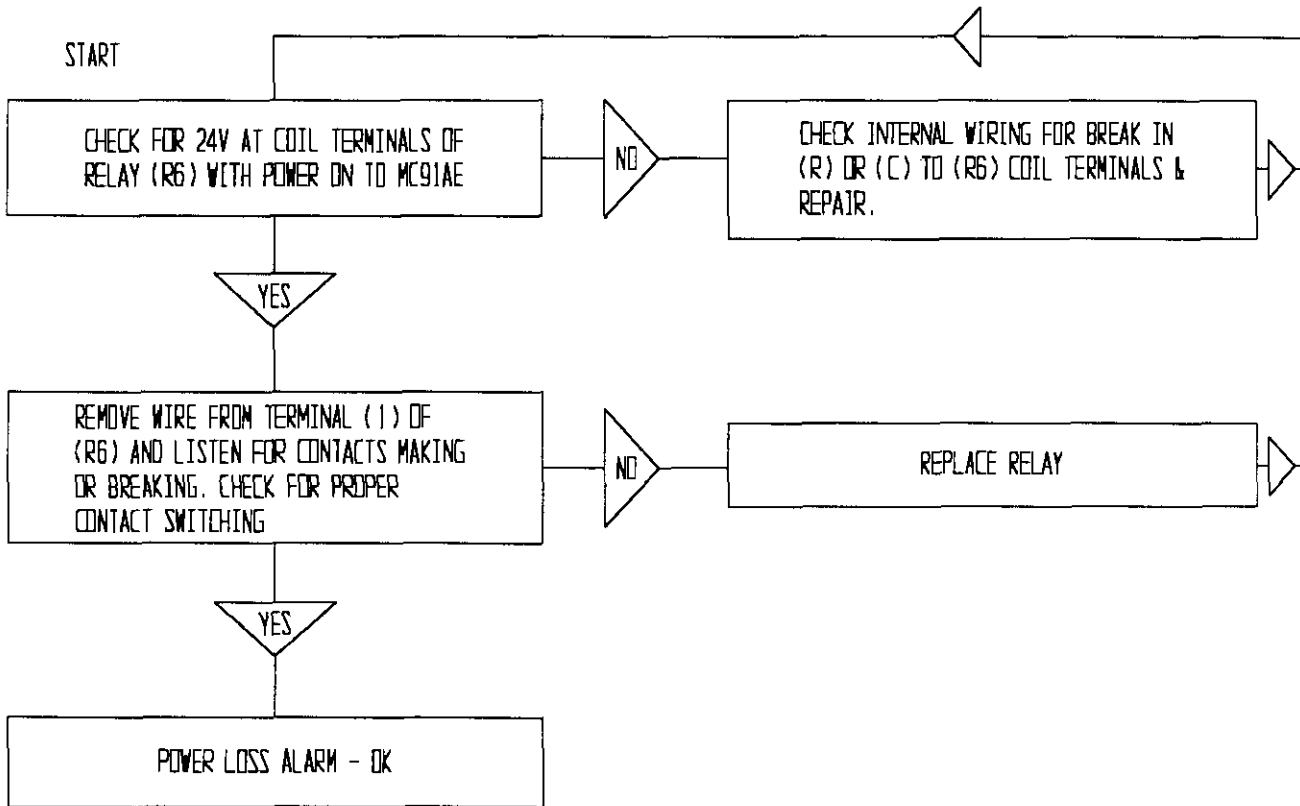 START
CHECK FOR 24V AT COIL TERMINALS OF
RELAY (R6) WITH POWER ON TO MC91AE
NO
CHECK INTERNAL WIRING FOR BREAK IN
(R) OR (C) TO (R6) COIL TERMINALS &
REPAIR.
YES
REMOVE WIRE FROM TERMINAL (1) OF
(R6) AND LISTEN FOR CONTACTS MAKING
OR BREAKING. CHECK FOR PROPER
CONTACT SWITCHING
NO
REPLACE RELAY
YES
POWER LOSS ALARM - OK